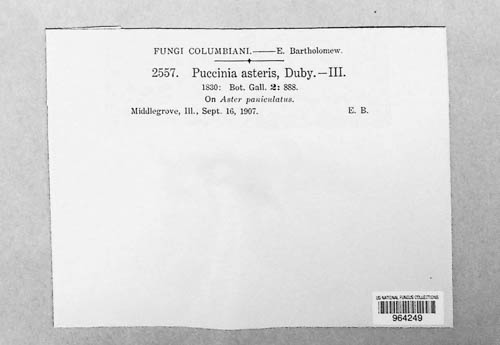 FUNGI COLUMBIANI.——E. Bartholomew.
2557. Puccinia asteris, Duby.—III.
1830: Bot. Gall. 2: 888.
On Aster paniculatus.
Middlegrove, Ill., Sept. 16, 1907. E. B.
US NATIONAL FUNGUS COLLECTIONS
964249